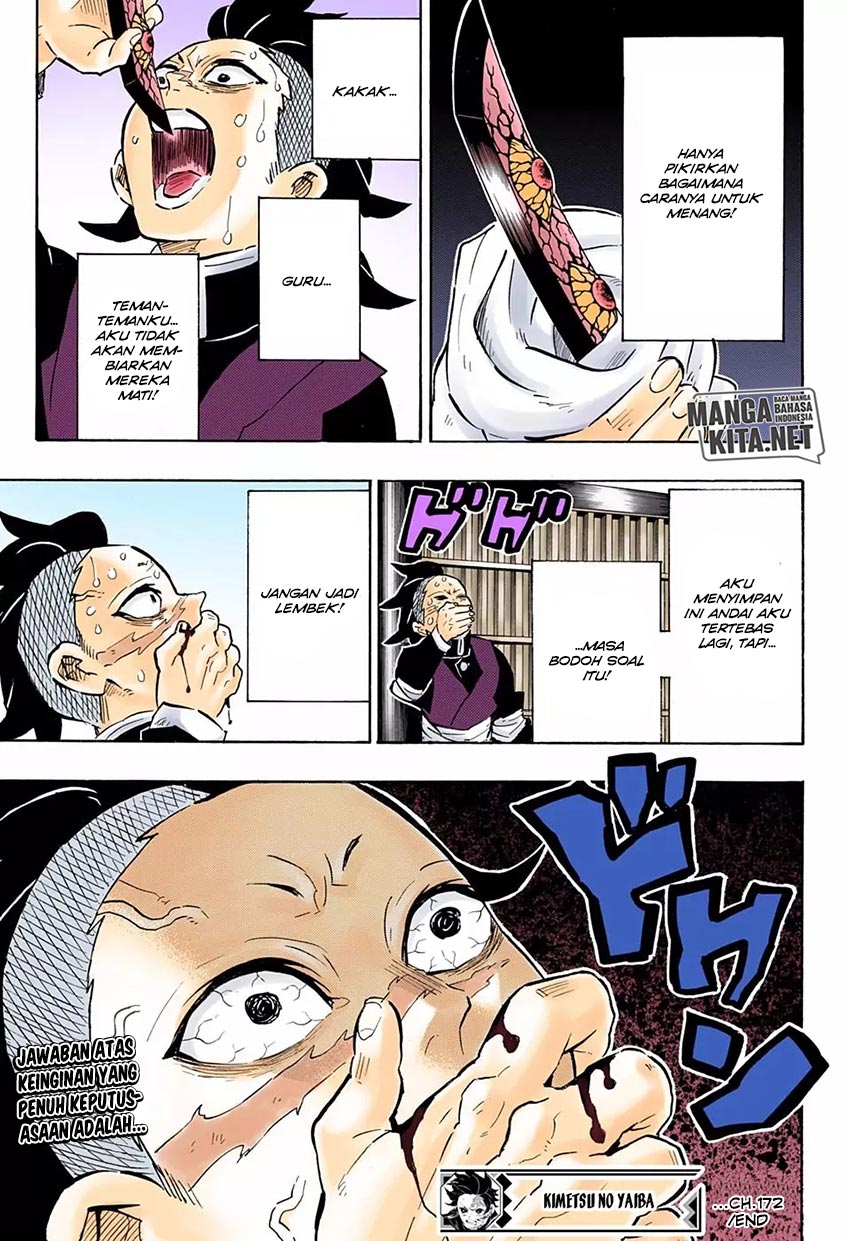 HANYA
PIKIRKAN
BAGAIMANA
CARANYA UNTUK
MENANG!
KAKAK...
GURU...
TEMAN-
TEMANKU...
AKU TIDAK
AKAN MEM-
BIARKAN
MEREKA
MATI!
MANGA
KITA.NET
BACA MANGA
BAHASA
INDONESIA
AKU
MENYIMPAN
INI ANDAI AKU
TERTEBAS
LAGI, TAPI...
...MASA
BODOH SOAL
ITU!
ドグドグ
JANGAN JADI
LEMBEK!
ドクン
JAWABAN ATAS
KEINGINAN YANG
PENUH KEPUTUS-
ASAAN ADALAH...
KIMETSU NO YAIBA
...CH.172
/END